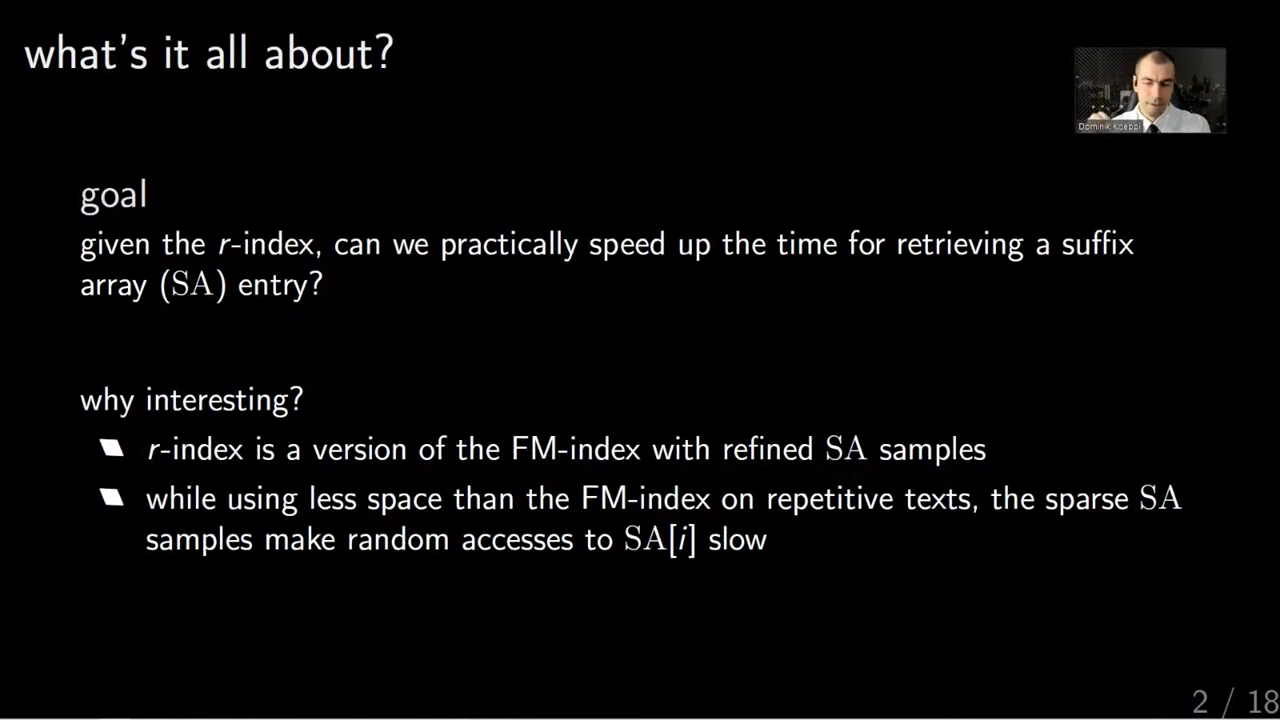 what's it all about?
Dominik Koeppl
goal
given the r-index, can we practically speed up the time for retrieving a suffix
array (SA) entry?
why interesting?
r-index is a version of the FM-index with refined SA samples
while using less space than the FM-index on repetitive texts, the sparse SA
samples make random accesses to SA[i] slow
2 / 18